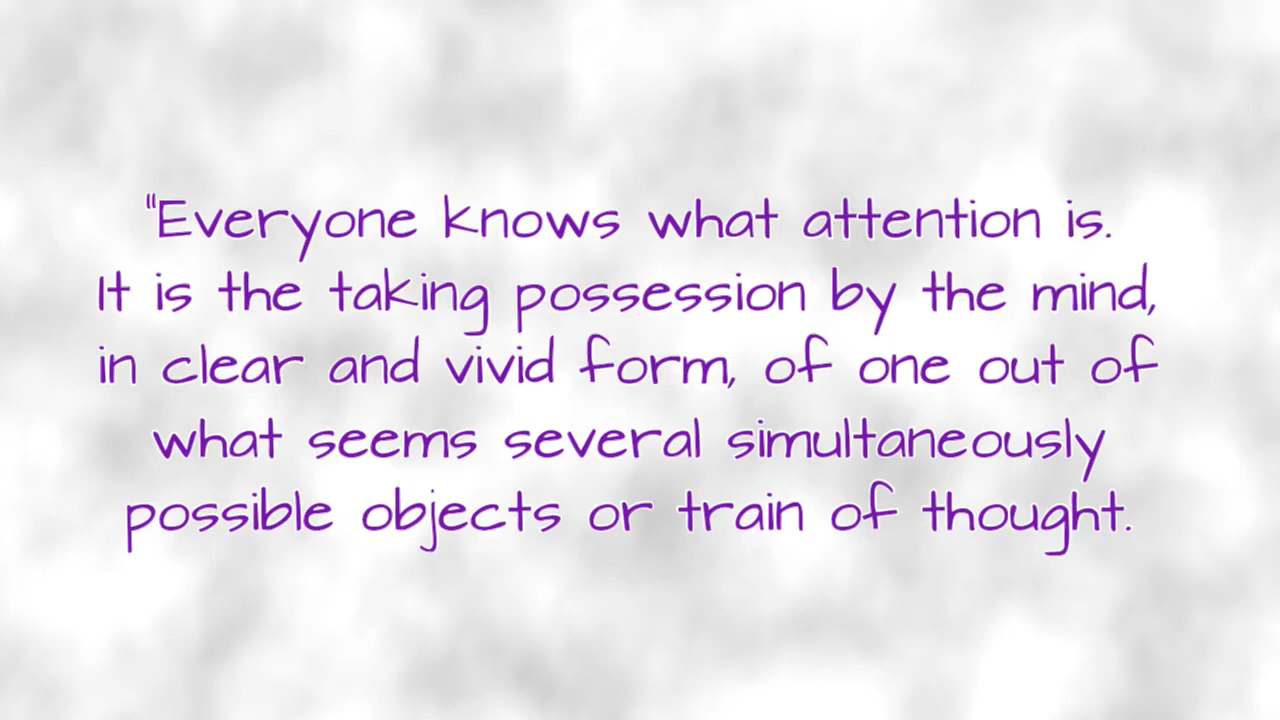 "Everyone knows what attention is.
It is the taking possession by the mind,
in clear and vivid form, of one out of
what seems several simultaneously
possible objects or train of thought.